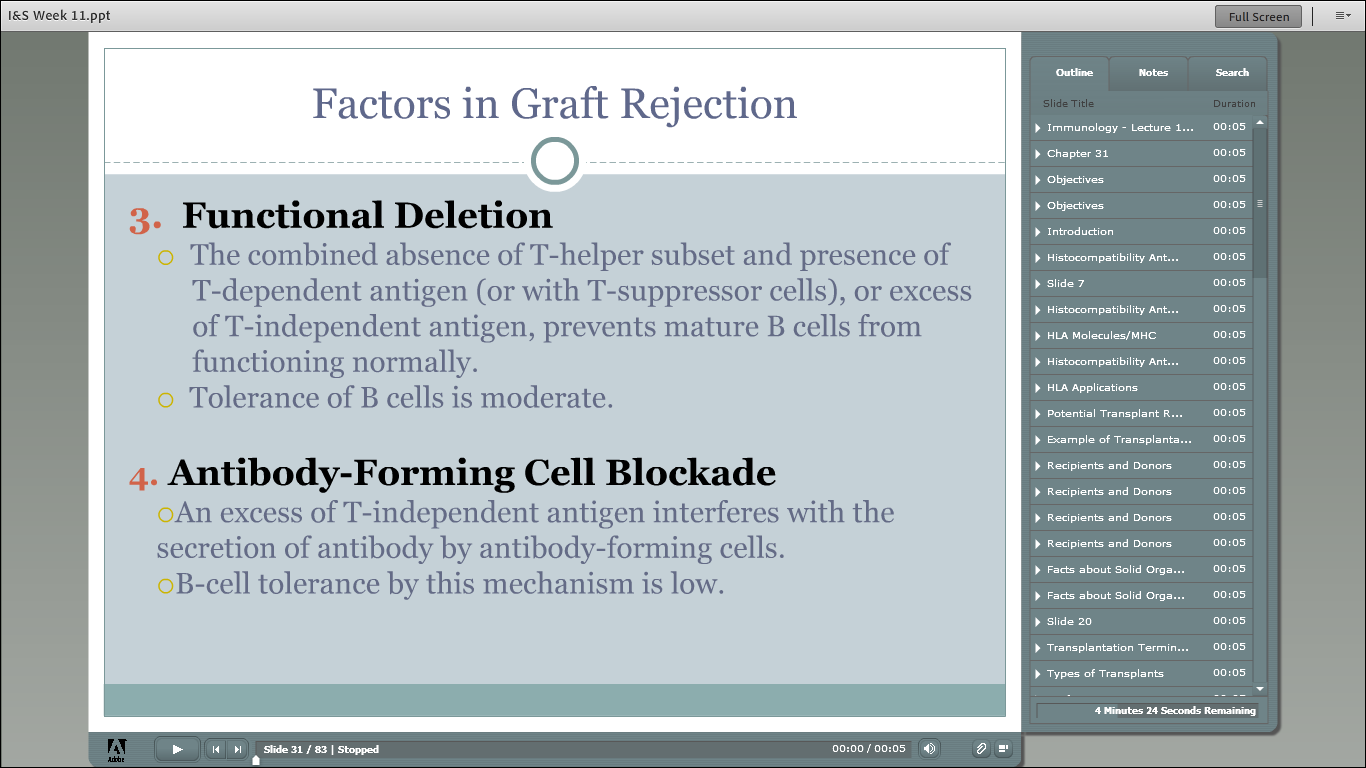 I&S Week 11.ppt
Full Screen
Factors in Graft Rejection
3. Functional Deletion
The combined absence of T-helper subset and presence of
T-dependent antigen (or with T-suppressor cells), or excess
of T-independent antigen, prevents mature B cells from
functioning normally.
Tolerance of B cells is moderate.
4. Antibody-Forming Cell Blockade
An excess of T-independent antigen interferes with the
secretion of antibody by antibody-forming cells.
B-cell tolerance by this mechanism is low.
Outline Notes Search
Slide Title Duration
Immunology - Lecture 1... 00:05
Chapter 31 00:05
Objectives 00:05
Objectives 00:05
Introduction 00:05
Histocompatibility Ant... 00:05
Slide 7 00:05
Histocompatibility Ant... 00:05
HLA Molecules/MHC 00:05
Histocompatibility Ant... 00:05
HLA Applications 00:05
Potential Transplant R... 00:05
Example of Transplanta... 00:05
Recipients and Donors 00:05
Recipients and Donors 00:05
Recipients and Donors 00:05
Recipients and Donors 00:05
Facts about Solid Orga... 00:05
Facts about Solid Orga... 00:05
Slide 20 00:05
Transplantation Termin... 00:05
Types of Transplants 00:05
4 Minutes 24 Seconds Remaining
Adobe
Slide 31 / 83 | Stopped 00:00 / 00:05